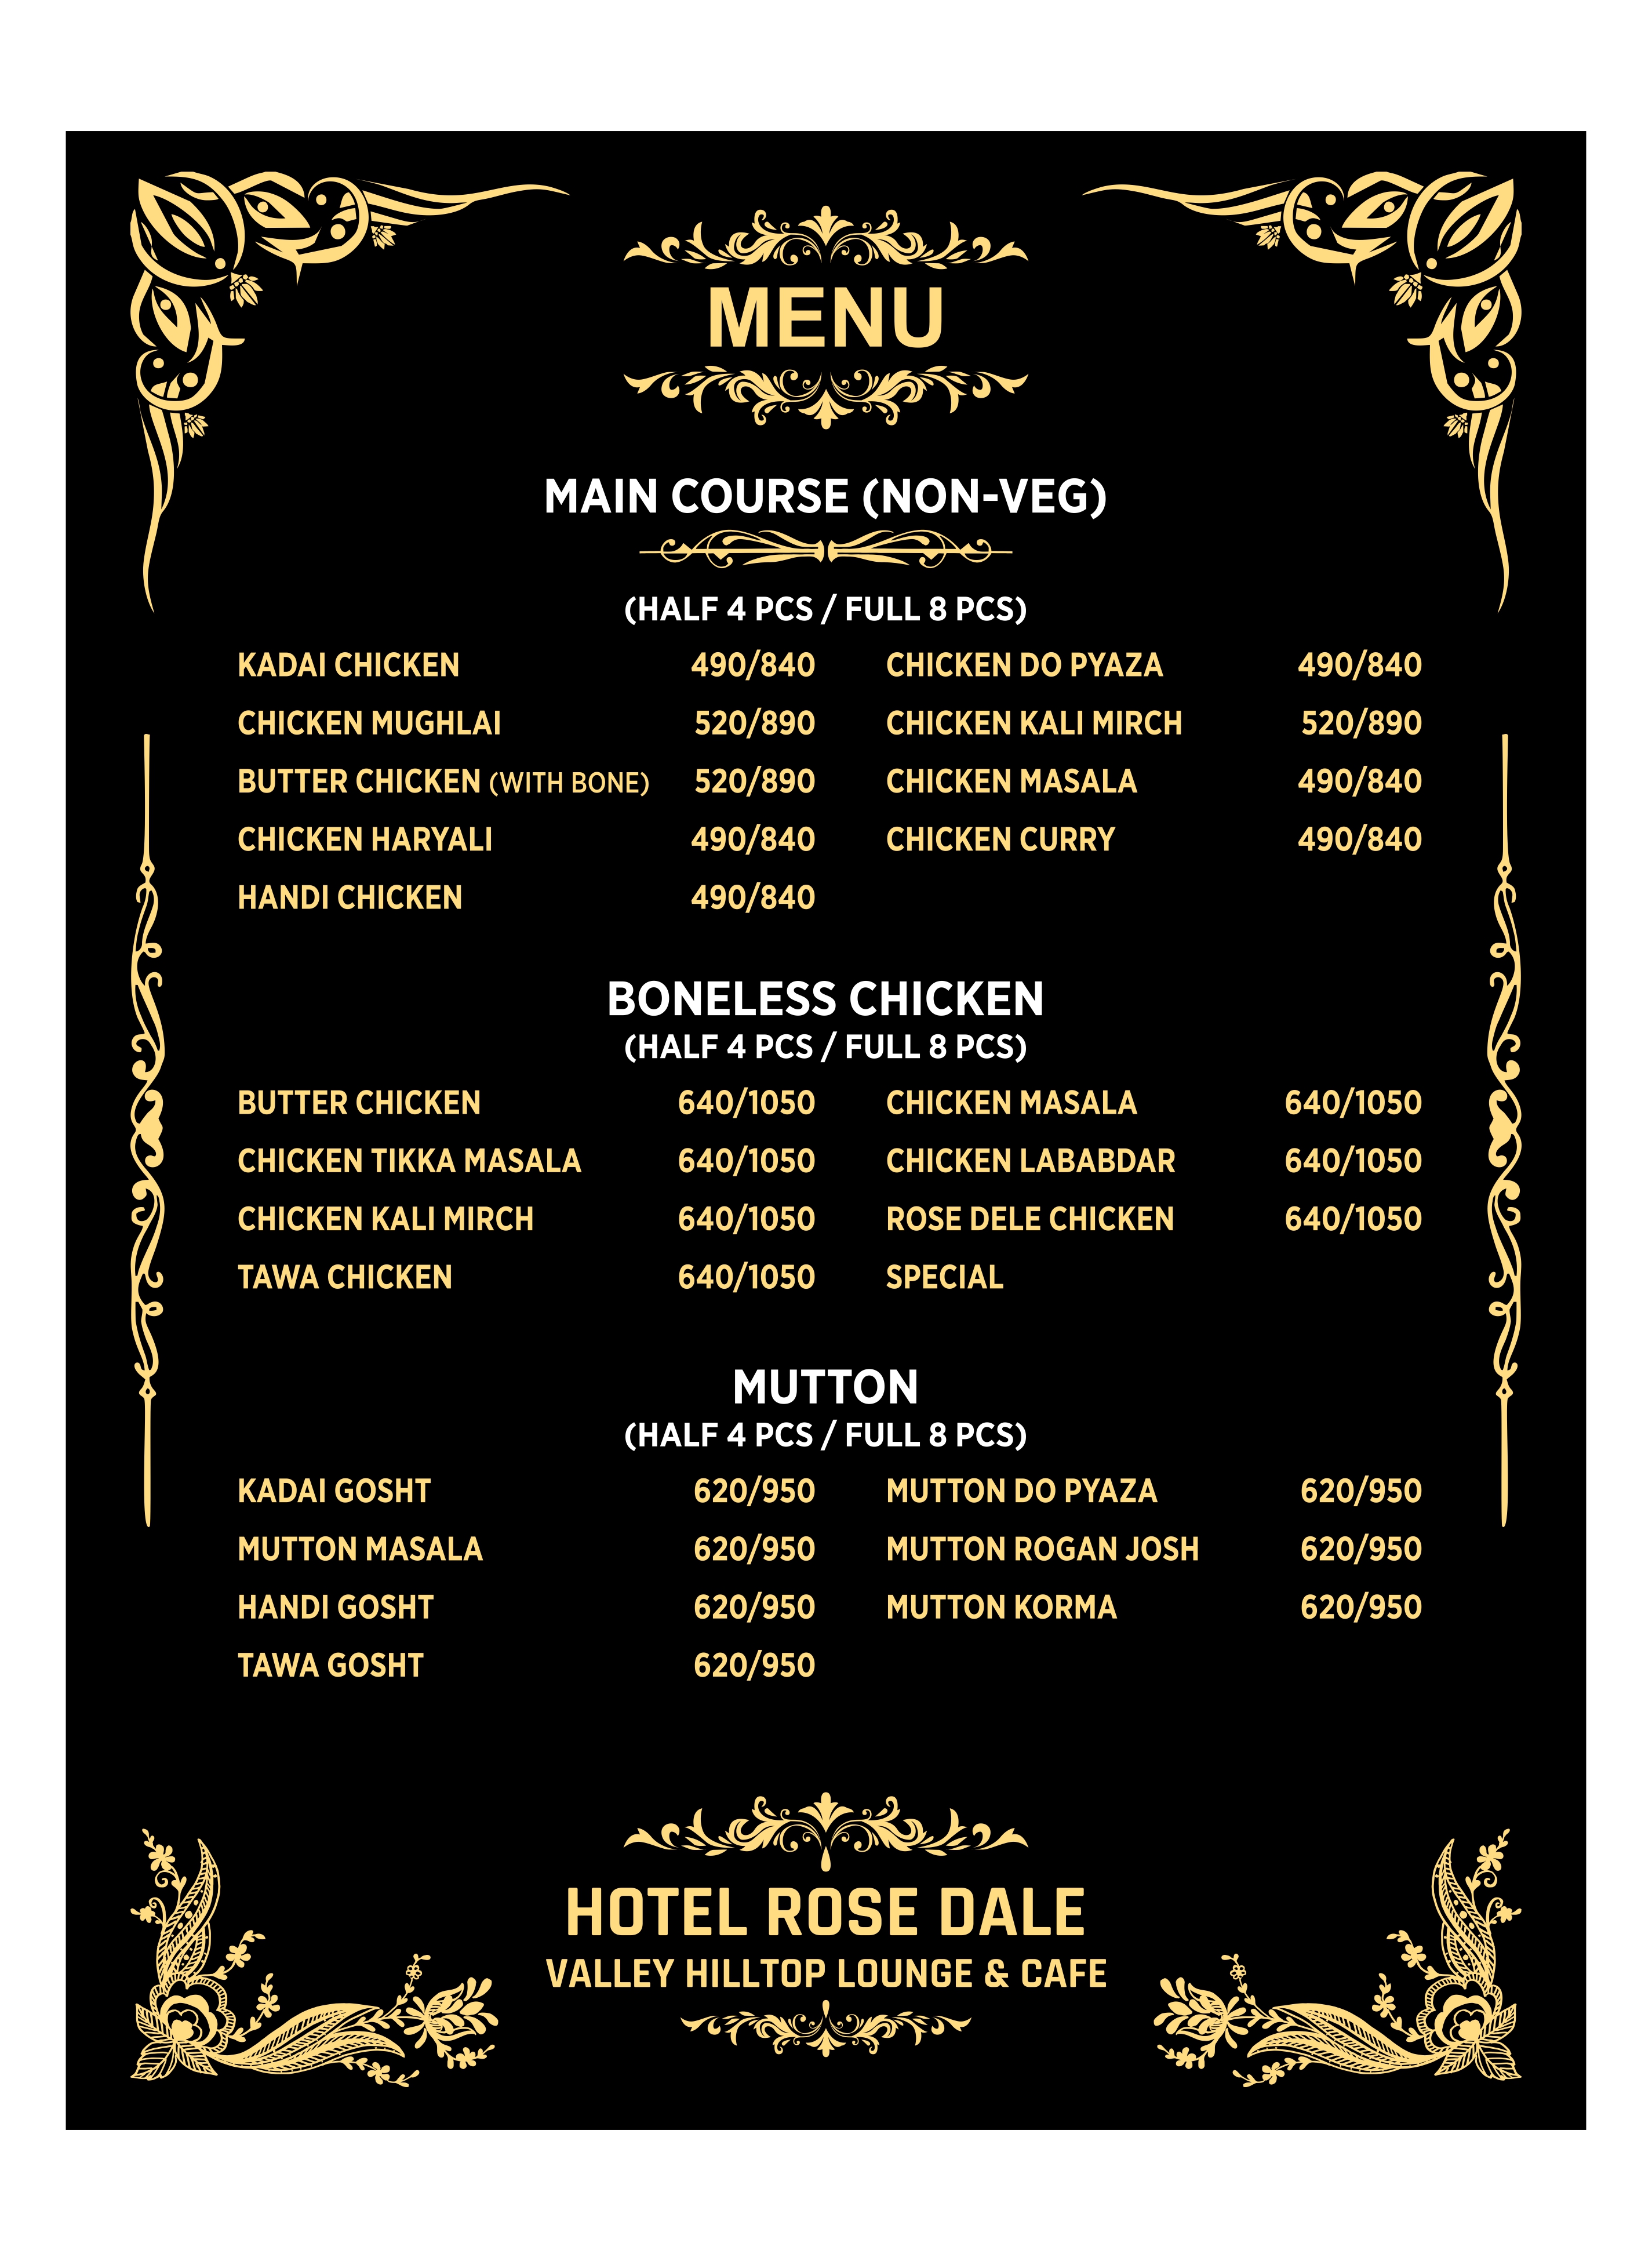 MENU
MAIN COURSE (NON-VEG)
(HALF 4 PCS / FULL 8 PCS)
KADAI CHICKEN 490/840
CHICKEN MUGHLAI 520/890
BUTTER CHICKEN (WITH BONE) 520/890
CHICKEN HARYALI 490/840
HANDI CHICKEN 490/840
CHICKEN DO PYAZA 490/840
CHICKEN KALI MIRCH 520/890
CHICKEN MASALA 490/840
CHICKEN CURRY 490/840
BONELESS CHICKEN
(HALF 4 PCS / FULL 8 PCS)
BUTTER CHICKEN 640/1050
CHICKEN TIKKA MASALA 640/1050
CHICKEN KALI MIRCH 640/1050
TAWA CHICKEN 640/1050
CHICKEN MASALA 640/1050
CHICKEN LABABDAR 640/1050
ROSE DELE CHICKEN 640/1050
SPECIAL
MUTTON
(HALF 4 PCS / FULL 8 PCS)
KADAI GOSHT 620/950
MUTTON MASALA 620/950
HANDI GOSHT 620/950
TAWA GOSHT 620/950
MUTTON DO PYAZA 620/950
MUTTON ROGAN JOSH 620/950
MUTTON KORMA 620/950
HOTEL ROSE DALE
VALLEY HILLTOP LOUNGE & CAFE